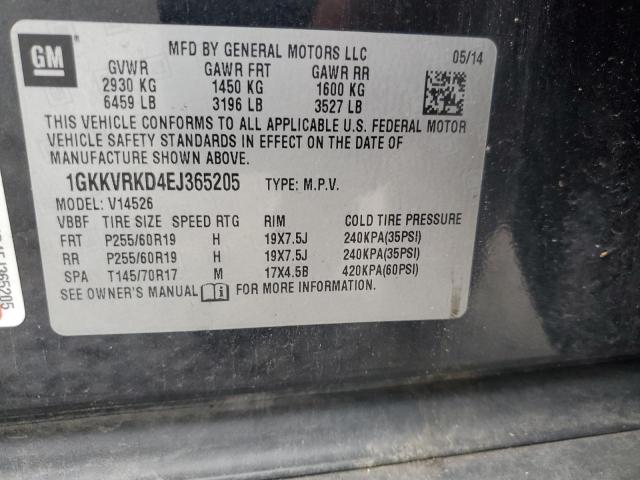 GM
MFD BY GENERAL MOTORS LLC
05/14
GVWR GAWR FRT GAWR RR
2930 KG 1450 KG 1600 KG
6459 LB 3196 LB 3527 LB
THIS VEHICLE CONFORMS TO ALL APPLICABLE U.S. FEDERAL MOTOR
VEHICLE SAFETY STANDARDS IN EFFECT ON THE DATE OF
MANUFACTURE SHOWN ABOVE.
1GKKVRKD4EJ365205 TYPE: M.P.V.
MODEL: V14526
VBBF TIRE SIZE SPEED RTG RIM COLD TIRE PRESSURE
FRT P255/60R19 H 19X7.5J 240KPA(35PSI)
RR P255/60R19 H 19X7.5J 240KPA(35PSI)
SPA T145/70R17 M 17X4.5B 420KPA(60PSI)
SEE OWNER'S MANUAL FOR MORE INFORMATION.
J365205